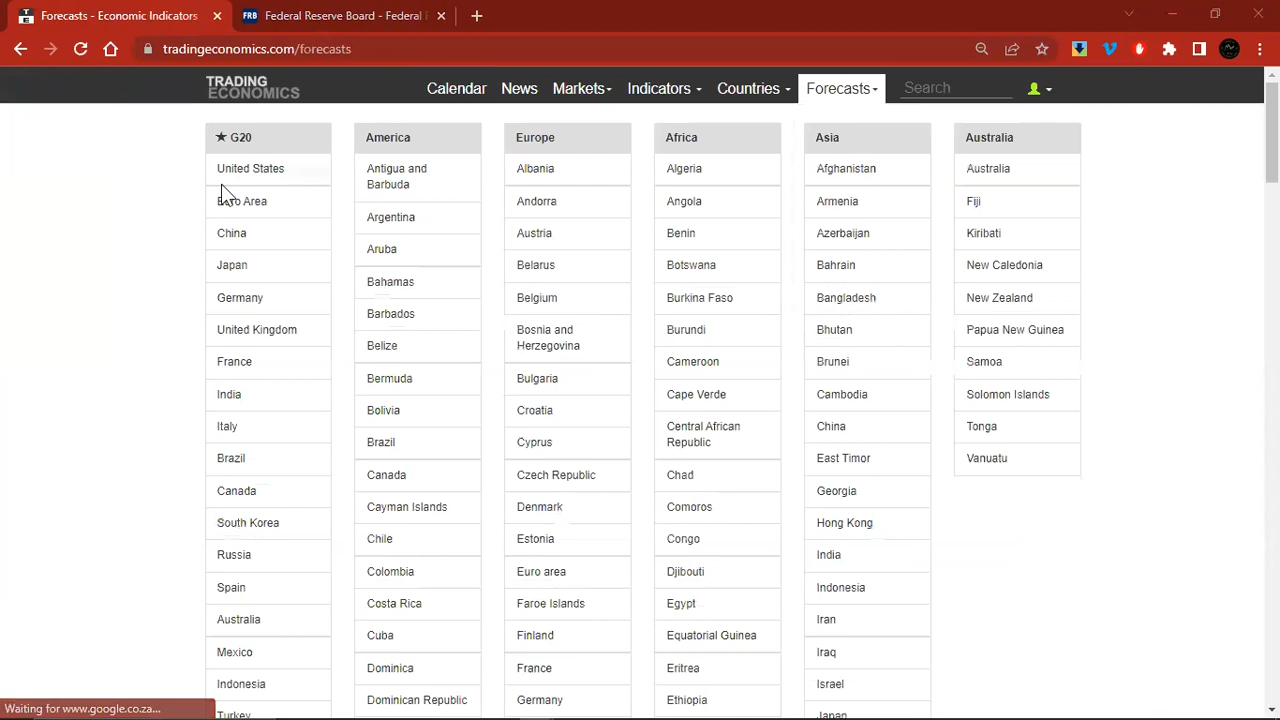 Forecasts - Economic Indicators
Federal Reserve Board - Federal
tradingeconomics.com/forecasts
TRADING
ECONOMICS
Calendar
News
Markets
Indicators
Countries
Forecasts
Search
★ G20
United States
Euro Area
China
Japan
Germany
United Kingdom
France
India
Italy
Brazil
Canada
South Korea
Russia
Spain
Australia
Mexico
Indonesia
Turkey
America
Antigua and
Barbuda
Argentina
Aruba
Bahamas
Barbados
Belize
Bermuda
Bolivia
Brazil
Canada
Cayman Islands
Chile
Colombia
Costa Rica
Cuba
Dominica
Dominican Republic
Europe
Albania
Andorra
Austria
Belarus
Belgium
Bosnia and
Herzegovina
Bulgaria
Croatia
Cyprus
Czech Republic
Denmark
Estonia
Euro area
Faroe Islands
Finland
France
Germany
Africa
Algeria
Angola
Benin
Botswana
Burkina Faso
Burundi
Cameroon
Cape Verde
Central African
Republic
Chad
Comoros
Congo
Djibouti
Egypt
Equatorial Guinea
Eritrea
Ethiopia
Asia
Afghanistan
Armenia
Azerbaijan
Bahrain
Bangladesh
Bhutan
Brunei
Cambodia
China
East Timor
Georgia
Hong Kong
India
Indonesia
Iran
Iraq
Israel
Japan
Australia
Australia
Fiji
Kiribati
New Caledonia
New Zealand
Papua New Guinea
Samoa
Solomon Islands
Tonga
Vanuatu
Waiting for www.google.co.za...